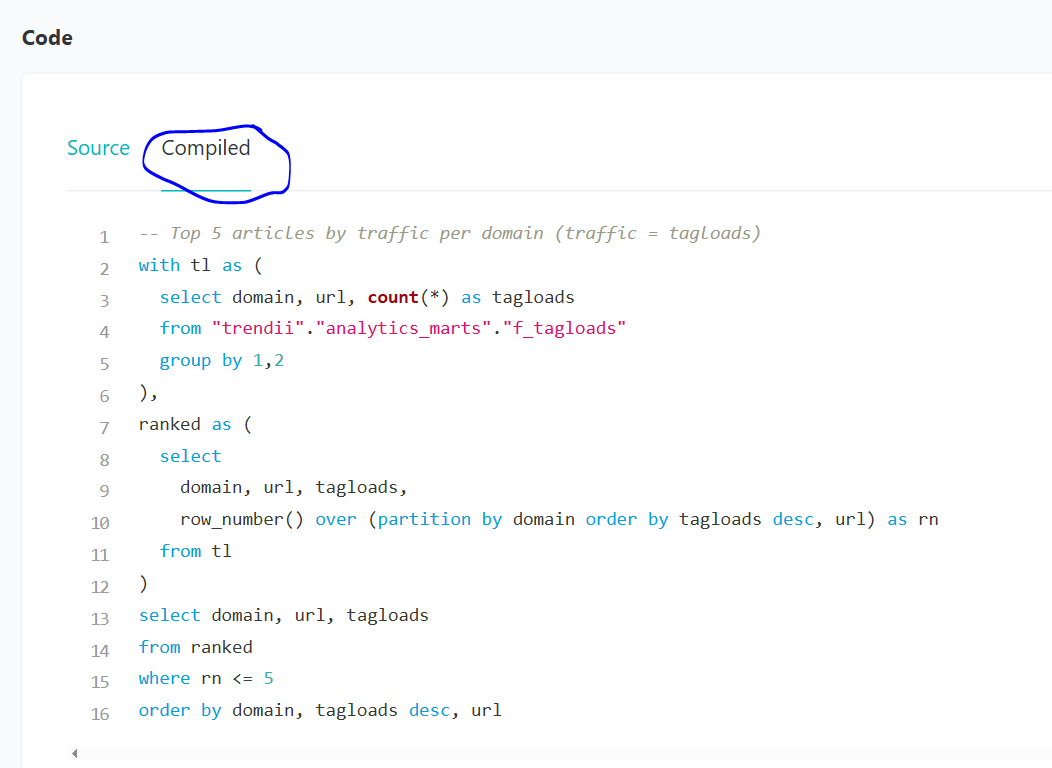 Code
Source Compiled
1 -- Top 5 articles by traffic per domain (traffic = tagloads)
2 with tl as (
3   select domain, url, count(*) as tagloads
4   from "trendii"."analytics_marts"."f_tagloads"
5   group by 1,2
6 ),
7 ranked as (
8   select
9     domain, url, tagloads,
10     row_number() over (partition by domain order by tagloads desc, url) as rn
11   from tl
12 )
13 select domain, url, tagloads
14 from ranked
15 where rn <= 5
16 order by domain, tagloads desc, url